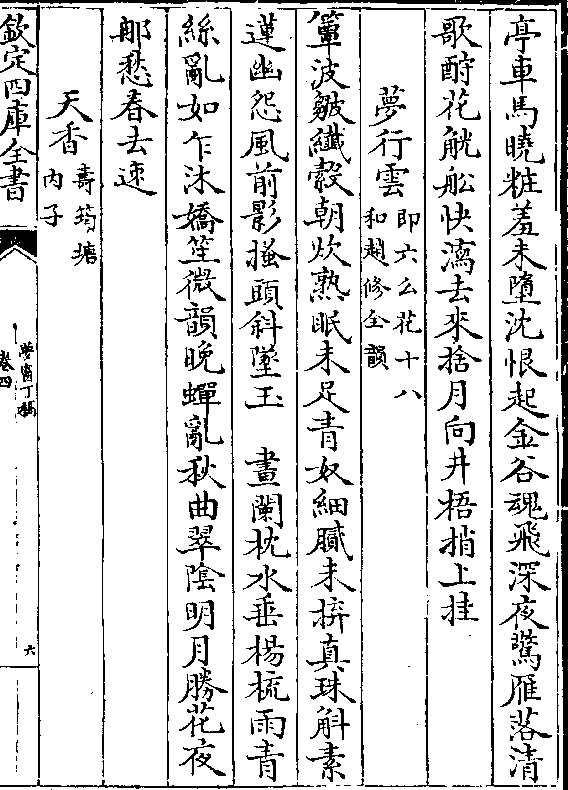 亭車馬曉粧羞未墮沈恨起金谷魂飛深夜驚雁落清
歌酹花觥舩快瀉去來捨月向井梧捎上挂
夢行雲
即六么花十八
和趙修全韻
簟波皺纖縠朝炊熟眠未足青奴細膩未拚真珠斛素
蓮幽怨風前影搔頭斜墜玉 畫闌枕水垂楊梳雨青
絲亂如乍沐嬌笙微韻晚蟬亂秋曲翠陰明月勝花夜
那愁春去速
天香
壽筠塘
內子
欽定四庫全書
夢窗丁稿
卷四
六